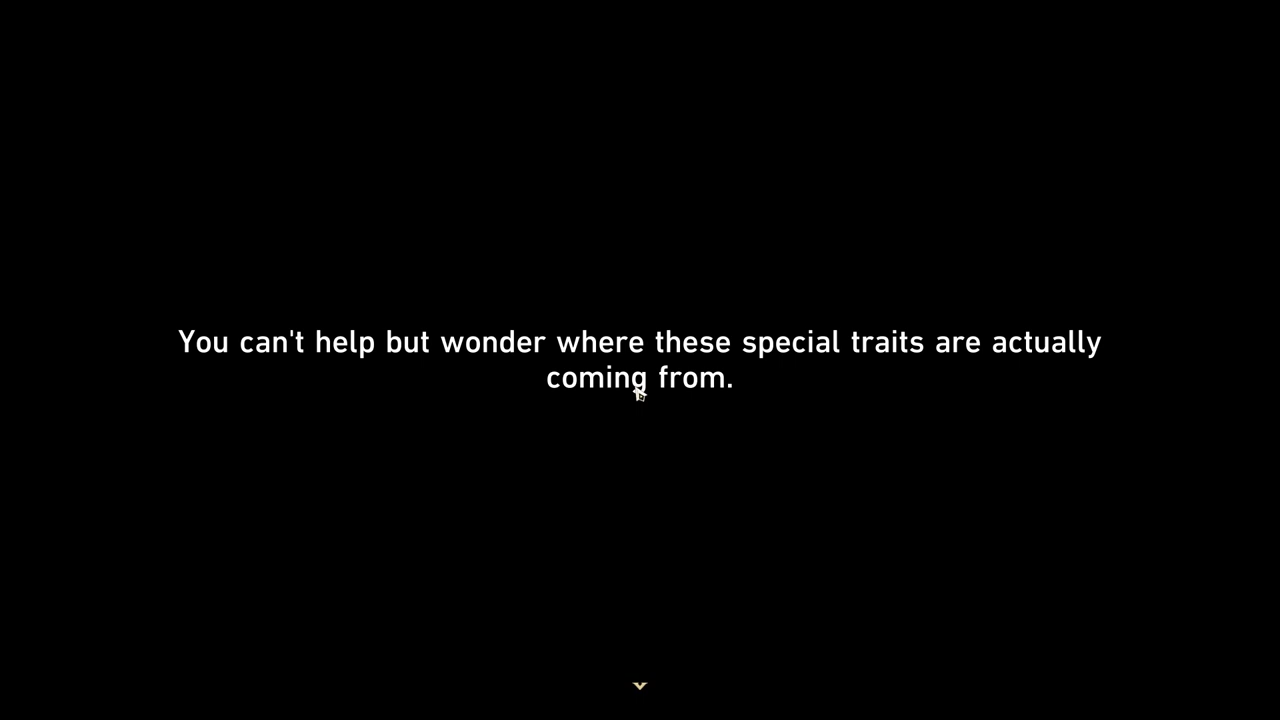 You can't help but wonder where these special traits are actually
coming from.